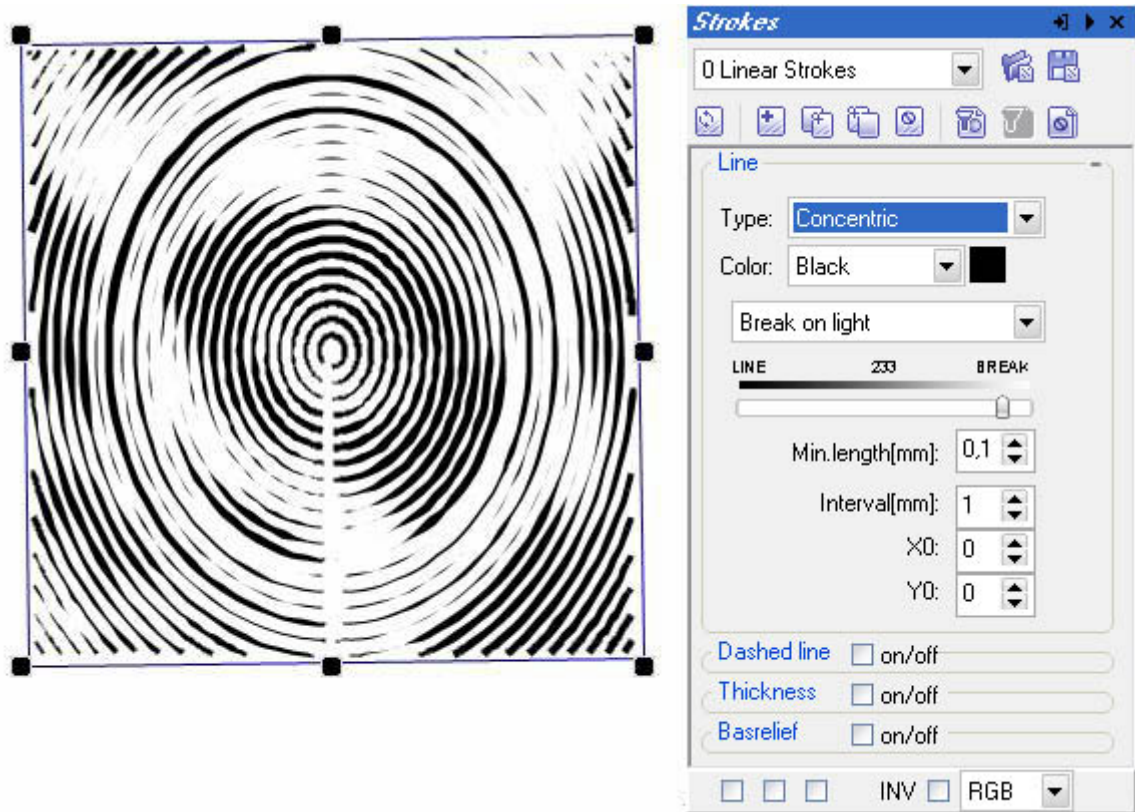 Strokes
0 Linear Strokes
Line
Type: Concentric
Color: Black
Break on light
LINE 233 BREAK
Min.length[mm]: 0,1
Interval[mm]: 1
X0: 0
Y0: 0
Dashed line on/off
Thickness on/off
Basrelief on/off
INV RGB